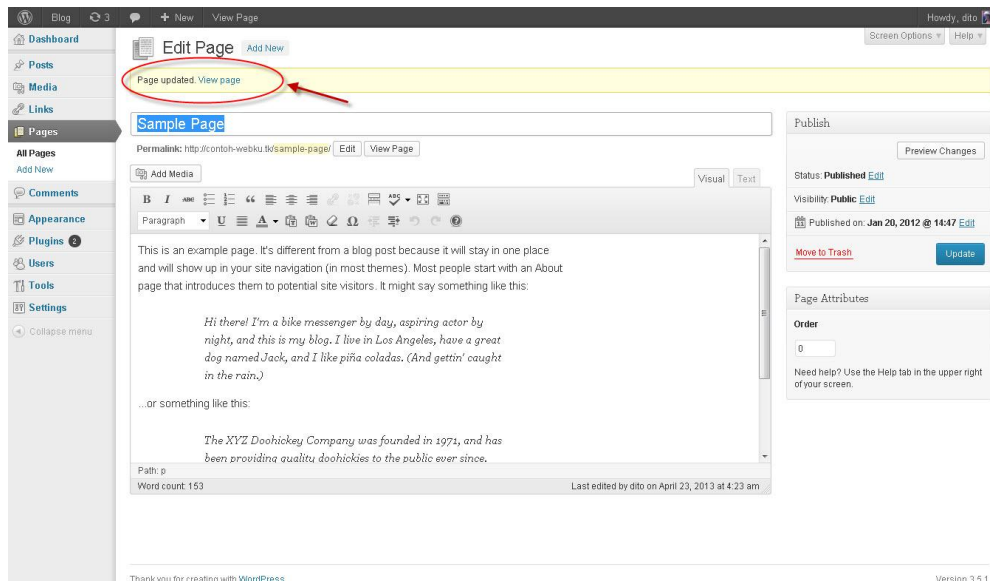 Blog 3 + New View Page Howdy, dito
Screen Options Help
Dashboard
Posts
Media
Links
Pages
All Pages
Add New
Comments
Appearance
Plugins 2
Users
Tools
Settings
Collapse menu
Edit Page Add New
Page updated. View page
Sample Page
Permalink: http://contoh-webku.tk/sample-page/ Edit View Page
Add Media
Visual Text
B I ABC ABC
Paragraph U A Ω
This is an example page. It's different from a blog post because it will stay in one place
and will show up in your site navigation (in most themes). Most people start with an About
page that introduces them to potential site visitors. It might say something like this:
Hi there! I'm a bike messenger by day, aspiring actor by
night, and this is my blog. I live in Los Angeles, have a great
dog named Jack, and I like piña coladas. (And gettin' caught
in the rain.)
...or something like this:
The XYZ Doohickey Company was founded in 1971, and has
been providing quality doohickies to the public ever since.
Path: p
Word count: 153 Last edited by dito on April 23, 2013 at 4:23 am
Publish
Preview Changes
Status: Published Edit
Visibility: Public Edit
Published on: Jan 20, 2012 @ 14:47 Edit
Move to Trash Update
Page Attributes
Order
0
Need help? Use the Help tab in the upper right
of your screen.
Thank you for creating with WordPress Version 3.5.1